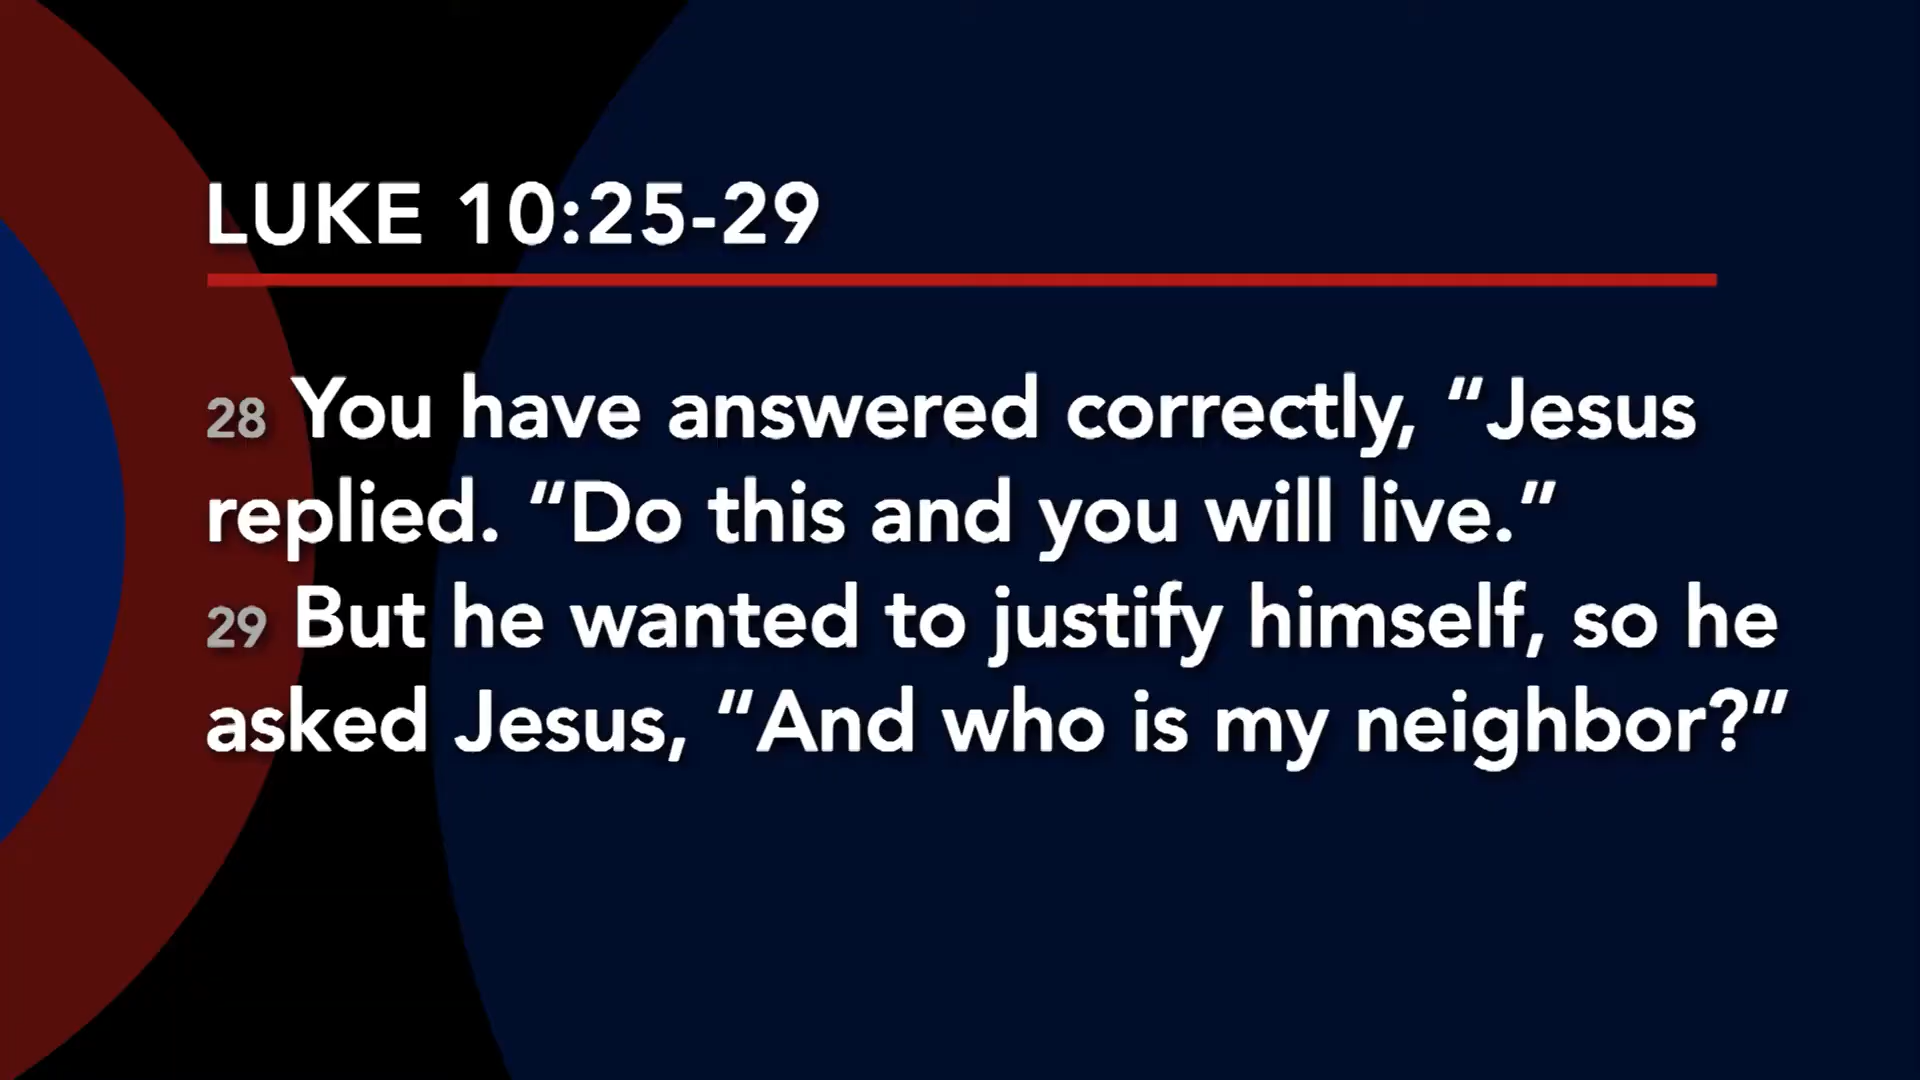 LUKE 10:25-29
28 You have answered correctly, “Jesus
replied. “Do this and you will live.”
29 But he wanted to justify himself, so he
asked Jesus, “And who is my neighbor?”